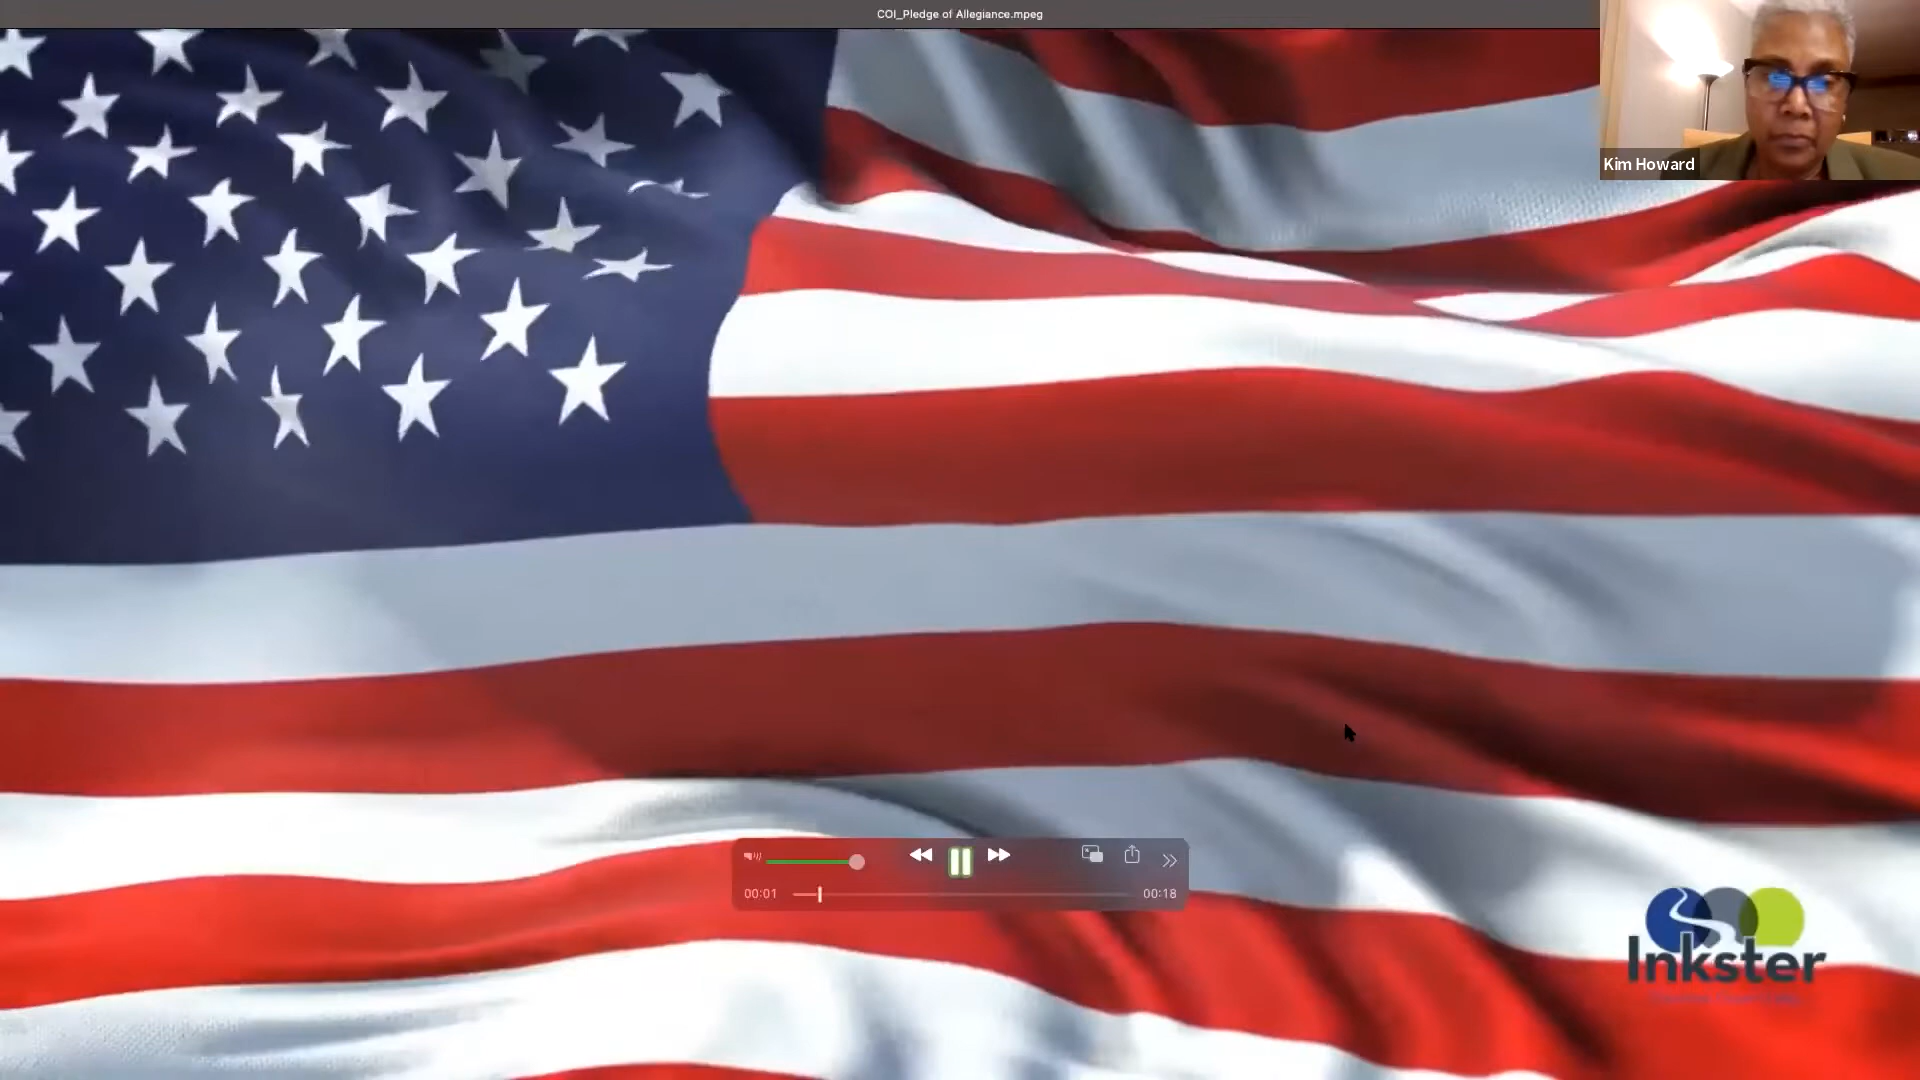 COI_Pledge of Allegiance.mpeg
Kim Howard
00:01
00:18
Inkster